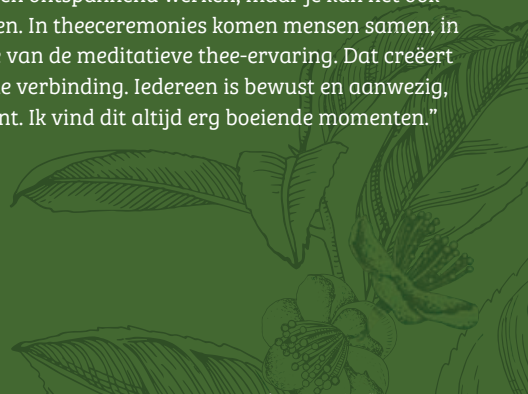 en ontspannend werken, maar je kan het ook
en. In theeceremonies komen mensen samen, in
van de meditatieve thee-ervaring. Dat creëert
verbinding. Iedereen is bewust en aanwezig,
Ik vind dit altijd erg boeiende momenten.”